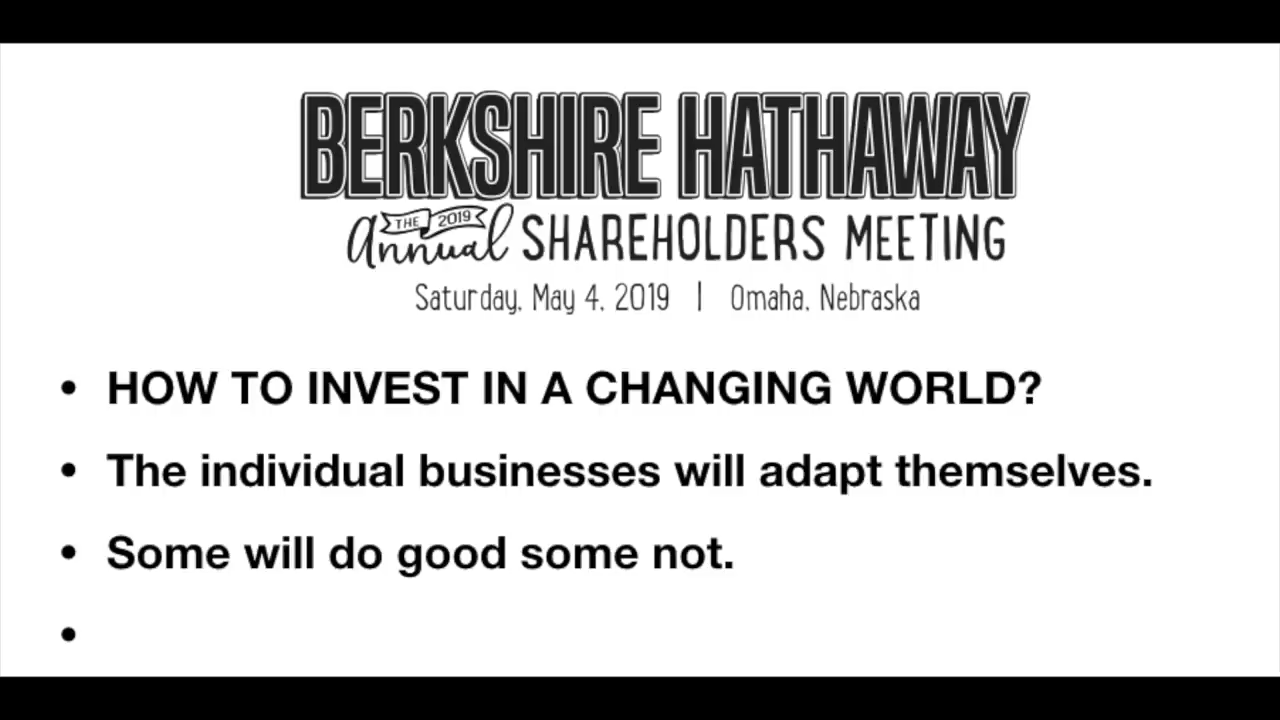 BERKSHIRE HATHAWAY
THE 2019 Annual SHAREHOLDERS MEETING
Saturday, May 4, 2019 | Omaha, Nebraska
• HOW TO INVEST IN A CHANGING WORLD?
• The individual businesses will adapt themselves.
• Some will do good some not.
•